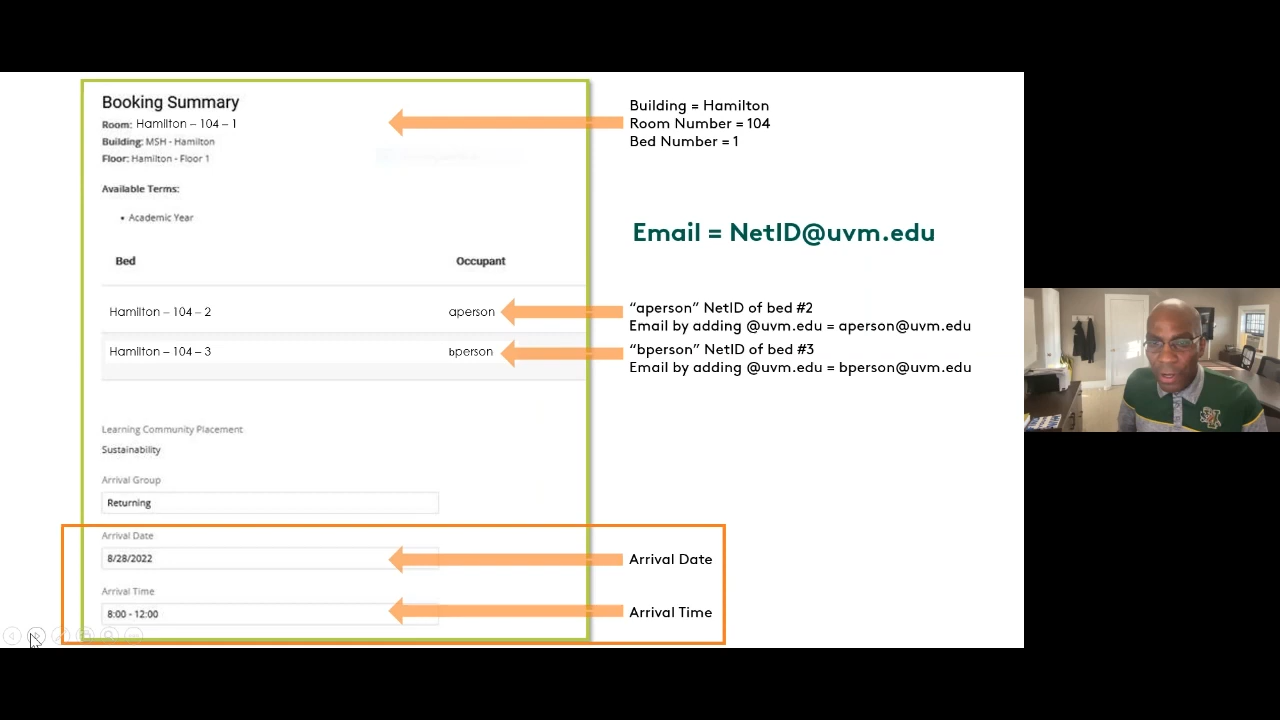 Booking Summary
Room: Hamilton – 104 – 1
Building: MSH - Hamilton
Floor: Hamilton - Floor 1
Available Terms:
• Academic Year
Bed Occupant
Hamilton – 104 – 2 aperson
Hamilton – 104 – 3 bperson
Learning Community Placement
Sustainability
Arrival Group
Returning
Arrival Date
8/28/2022
Arrival Time
8:00 - 12:00
Building = Hamilton
Room Number = 104
Bed Number = 1
Email = NetID@uvm.edu
“aperson” NetID of bed #2
Email by adding @uvm.edu = aperson@uvm.edu
“bperson” NetID of bed #3
Email by adding @uvm.edu = bperson@uvm.edu
Arrival Date
Arrival Time